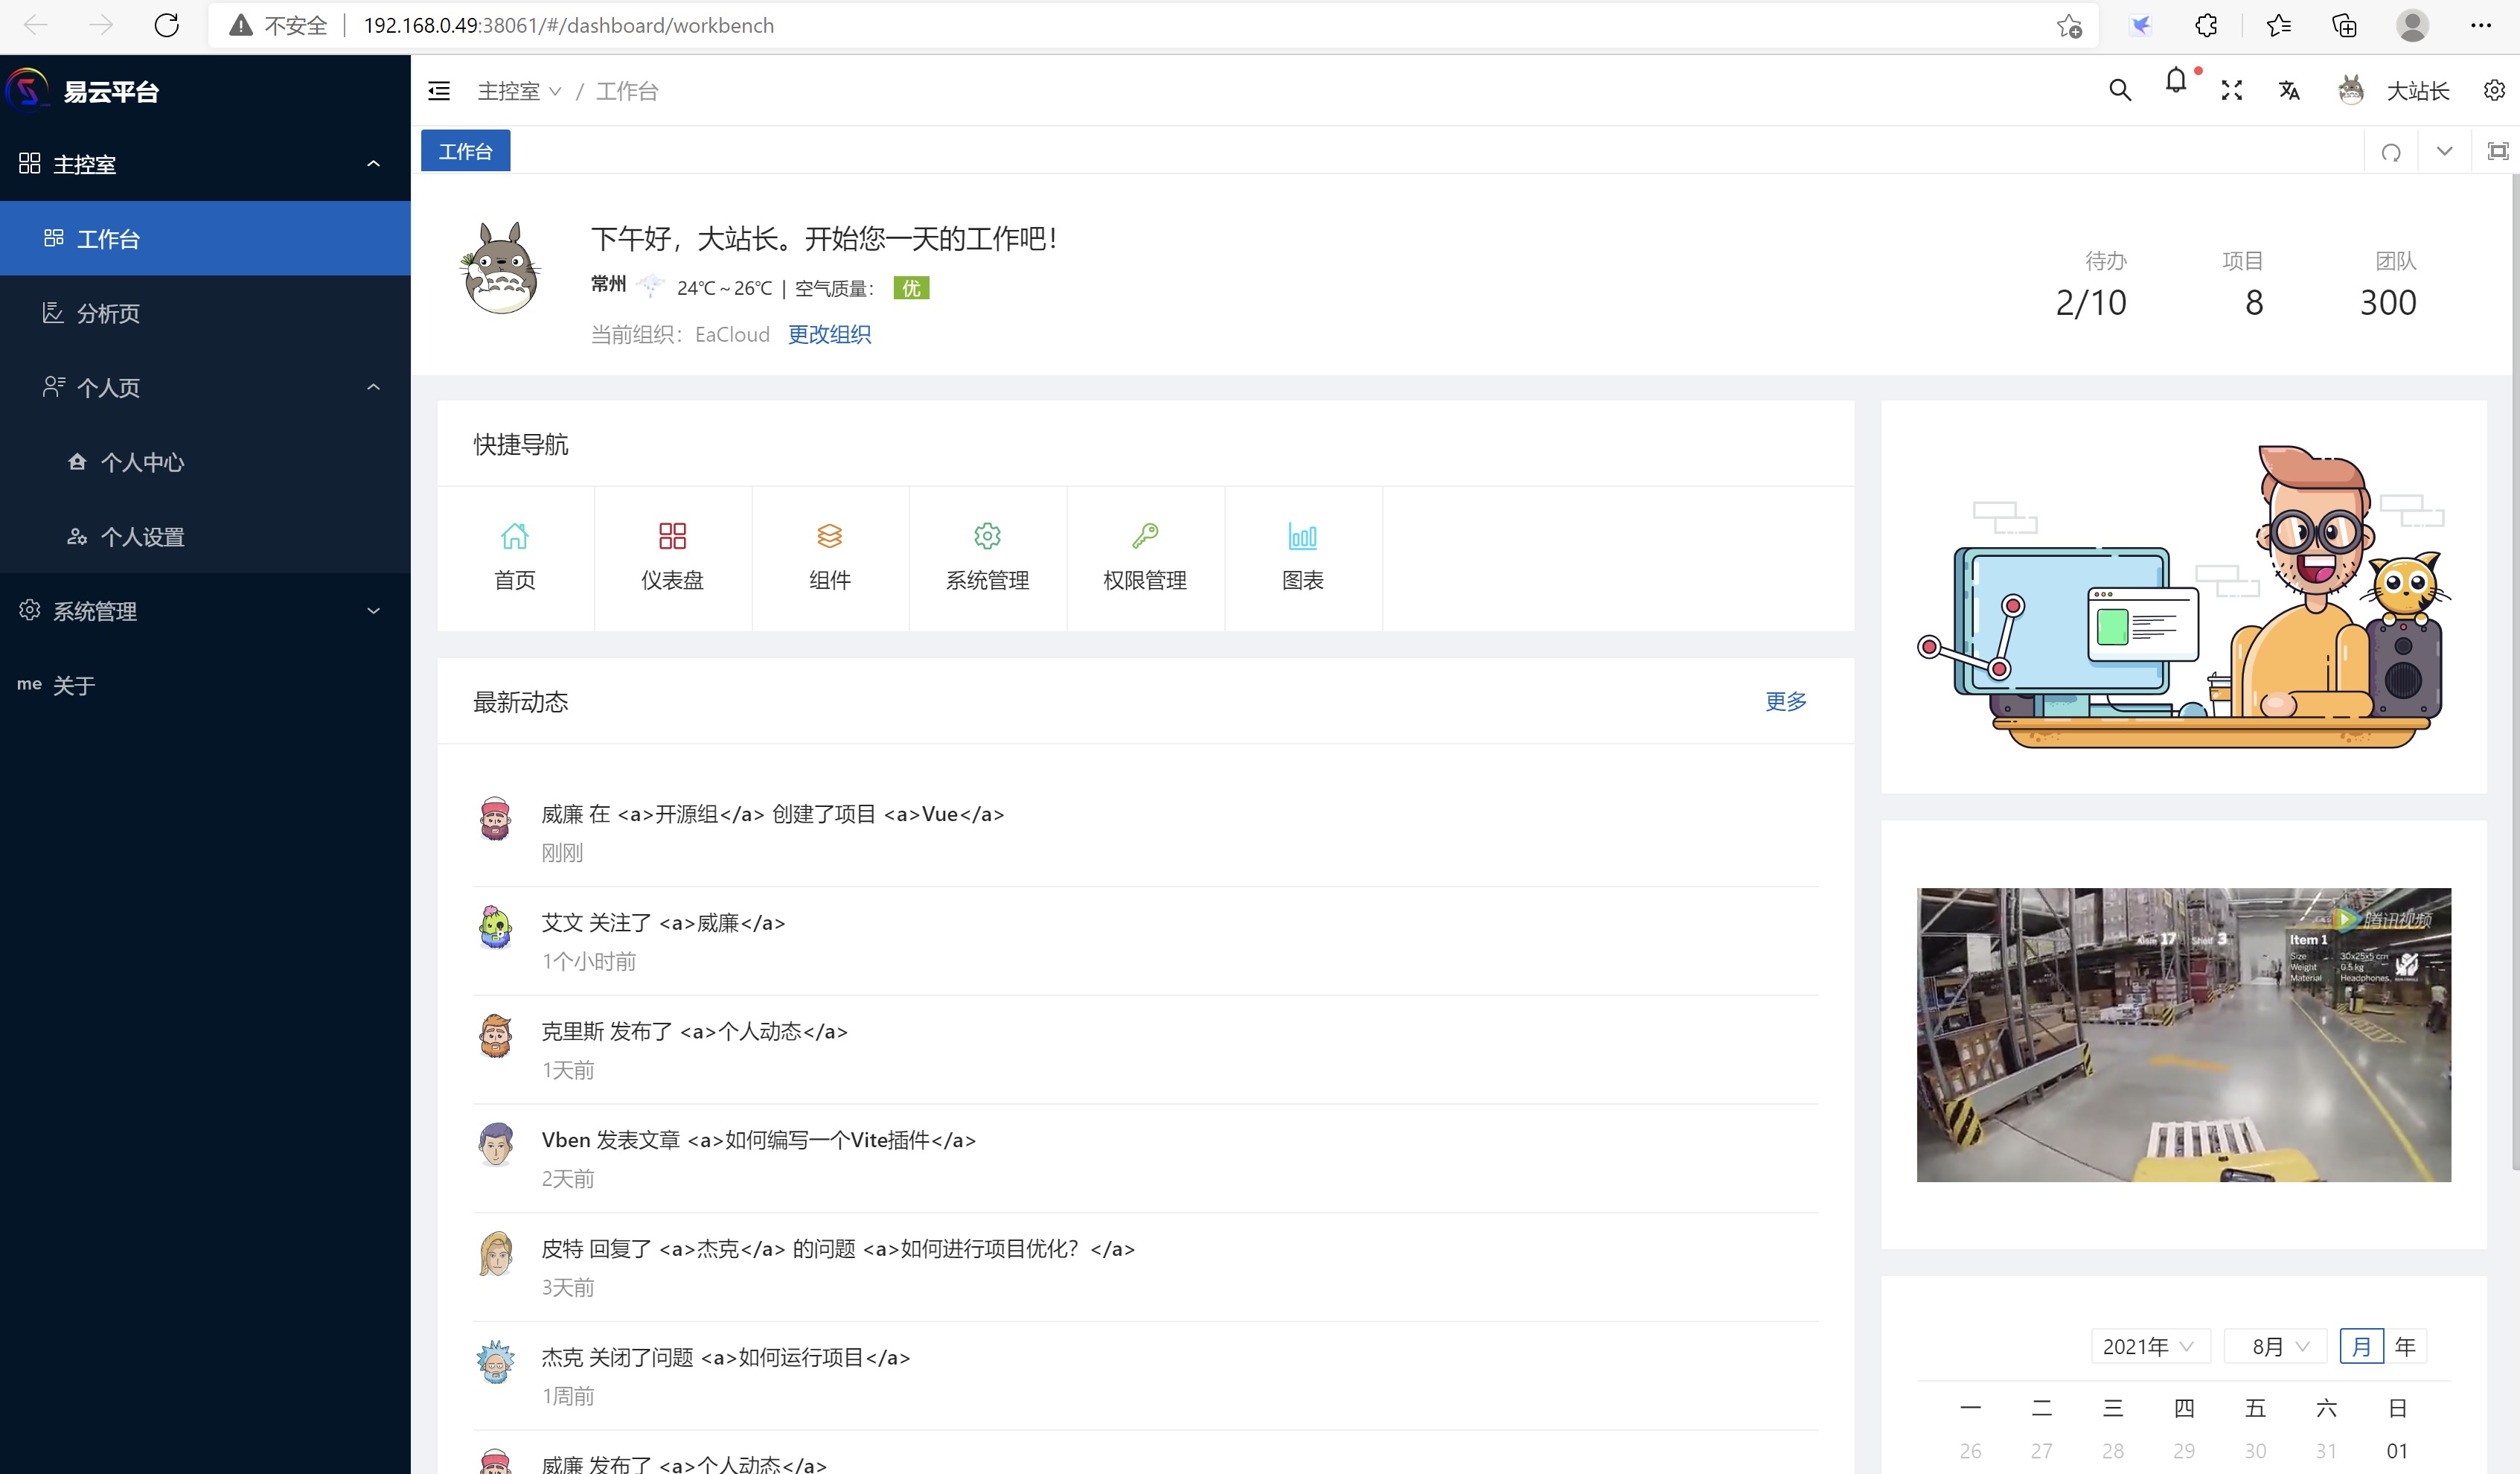 不安全 192.168.0.49:38061/#/dashboard/workbench
易云平台
主控室
工作台
分析页
个人页
个人中心
个人设置
系统管理
me 关于
主控室 / 工作台
大站长
工作台
下午好，大站长。开始您一天的工作吧！
常州 24℃ ~ 26℃ | 空气质量： 优
当前组织：EaCloud 更改组织
待办 项目 团队
2/10 8 300
快捷导航
首页 仪表盘 组件 系统管理 权限管理 图表
最新动态 更多
威廉 在 <a>开源组</a> 创建了项目 <a>Vue</a>
刚刚
艾文 关注了 <a>威廉</a>
1个小时前
克里斯 发布了 <a>个人动态</a>
1天前
Vben 发表文章 <a>如何编写一个Vite插件</a>
2天前
皮特 回复了 <a>杰克</a> 的问题 <a>如何进行项目优化？</a>
3天前
杰克 关闭了问题 <a>如何运行项目</a>
1周前
威廉 发布了 <a>个人动态</a>
腾讯视频
17 Shelf 3
Item 1
Size 30x25x5 cm
Weight 0.5 kg
Material Headphones
2021年 8月 月 年
一 二 三 四 五 六 日
26 27 28 29 30 31 01